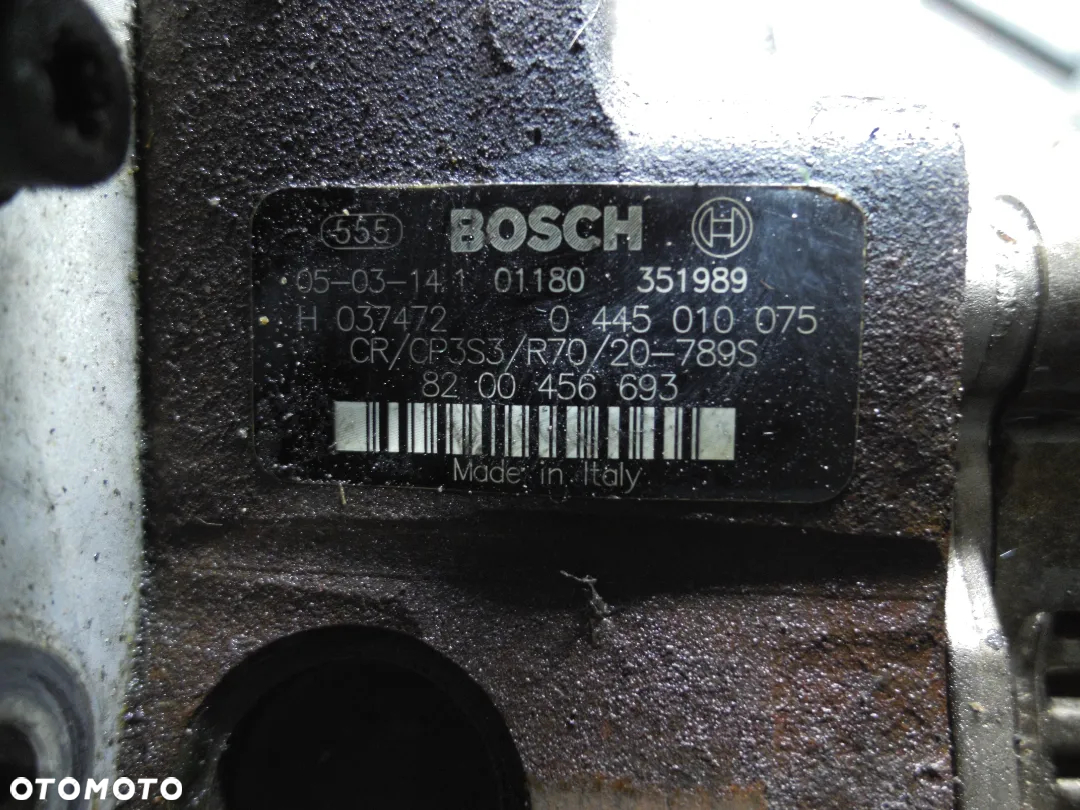 555 BOSCH
05-03-14.1 01180 351989
H 037472 0 445 010 075
CR/CP3S3/R70/20-789S
82 00 456 693
Made in Italy
OTOMOTO